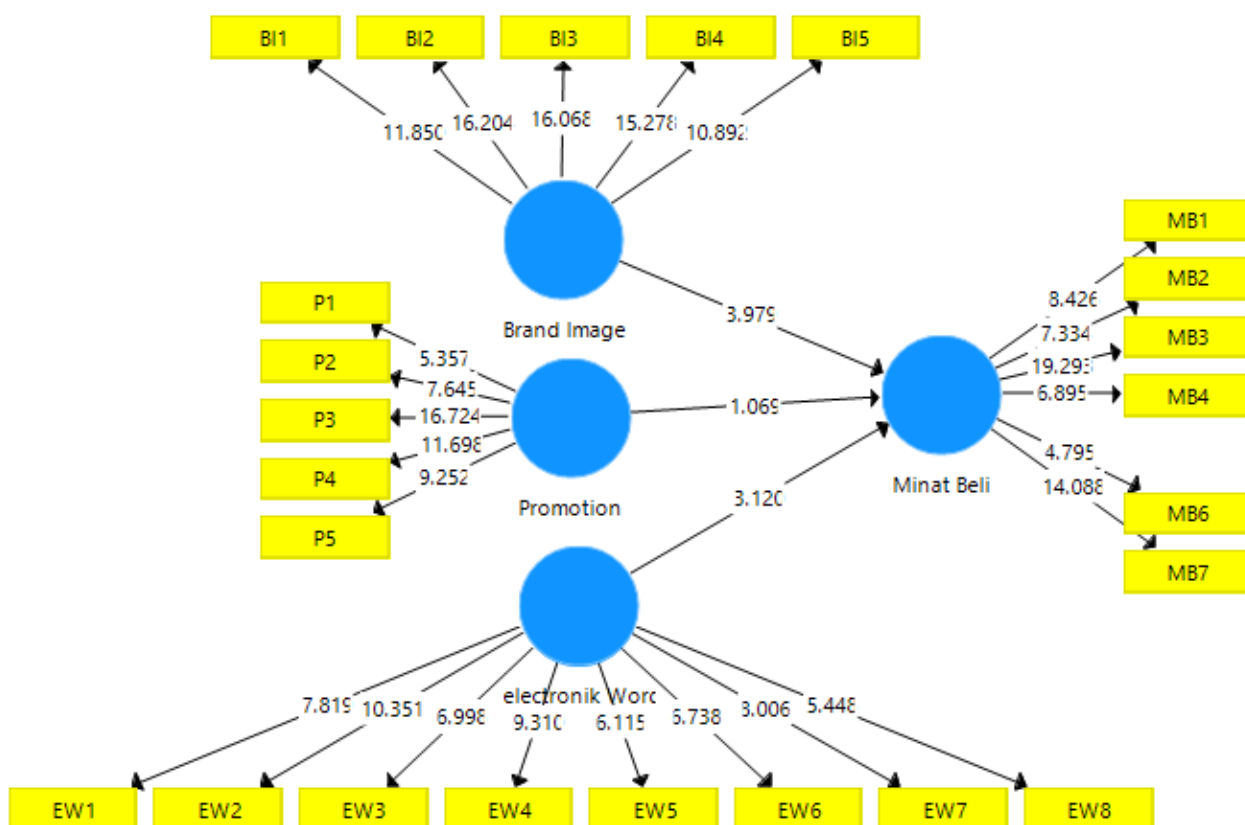 BI1 BI2 BI3 BI4 BI5
11.850 16.204 16.068 15.278 10.892
Brand Image
3.979
P1
P2
P3
P4
P5
5.357
7.645
16.724
11.698
9.252
Promotion
1.069
3.120
Minat Beli
8.426
7.334
19.293
6.895
4.795
14.088
MB1
MB2
MB3
MB4
MB6
MB7
electronik Word
7.819 10.351 6.998 9.310 6.115 5.448
EW1 EW2 EW3 EW4 EW5 EW6 EW7 EW8